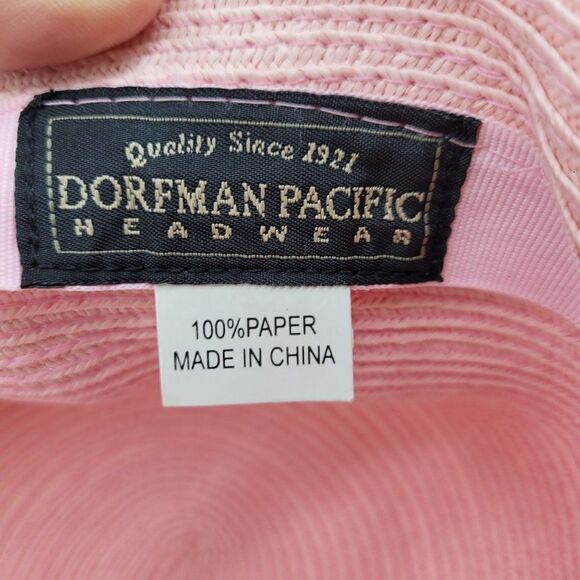 Quality Since 1921
DORFMAN PACIFIC
HEADWEAR
100%PAPER
MADE IN CHINA